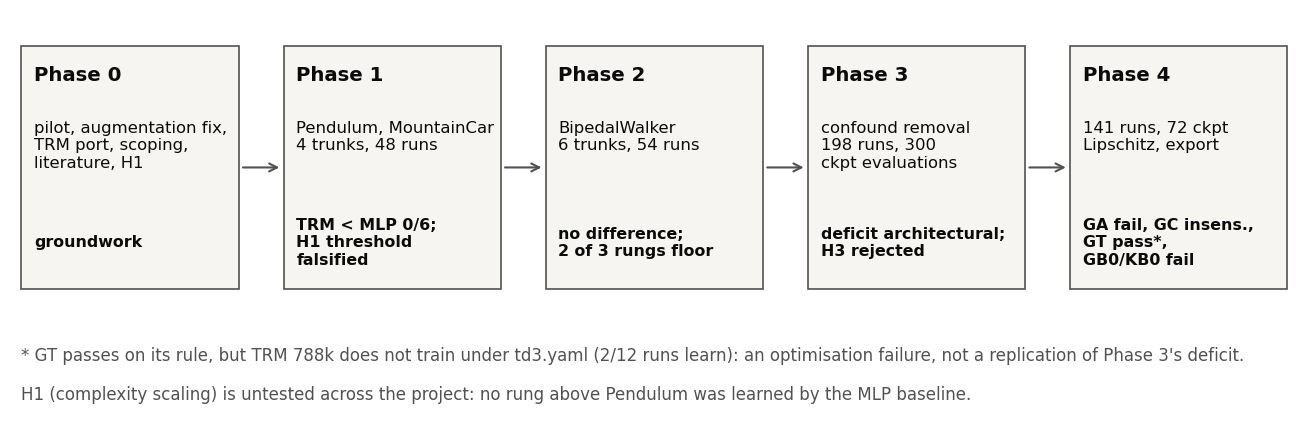 Phase 0
pilot, augmentation fix,
TRM port, scoping,
literature, H1
groundwork
Phase 1
Pendulum, MountainCar
4 trunks, 48 runs
TRM < MLP 0/6;
H1 threshold
falsified
Phase 2
BipedalWalker
6 trunks, 54 runs
no difference;
2 of 3 rungs floor
Phase 3
confound removal
198 runs, 300
ckpt evaluations
deficit architectural;
H3 rejected
Phase 4
141 runs, 72 ckpt
Lipschitz, export
GA fail, GC insens.,
GT pass*,
GB0/KB0 fail
* GT passes on its rule, but TRM 788k does not train under td3.yaml (2/12 runs learn): an optimisation failure, not a replication of Phase 3's deficit.
H1 (complexity scaling) is untested across the project: no rung above Pendulum was learned by the MLP baseline.